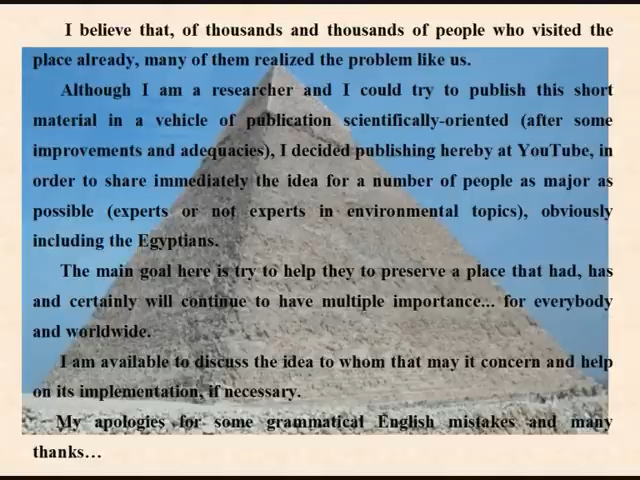 I believe that, of thousands and thousands of people who visited the
place already, many of them realized the problem like us.
Although I am a researcher and I could try to publish this short
material in a vehicle of publication scientifically-oriented (after some
improvements and adequacies), I decided publishing hereby at YouTube, in
order to share immediately the idea for a number of people as major as
possible (experts or not experts in environmental topics), obviously
including the Egyptians.
The main goal here is try to help they to preserve a place that had, has
and certainly will continue to have multiple importance... for everybody
and worldwide.
I am available to discuss the idea to whom that may it concern and help
on its implementation, if necessary.
My apologies for some grammatical English mistakes and many
thanks…